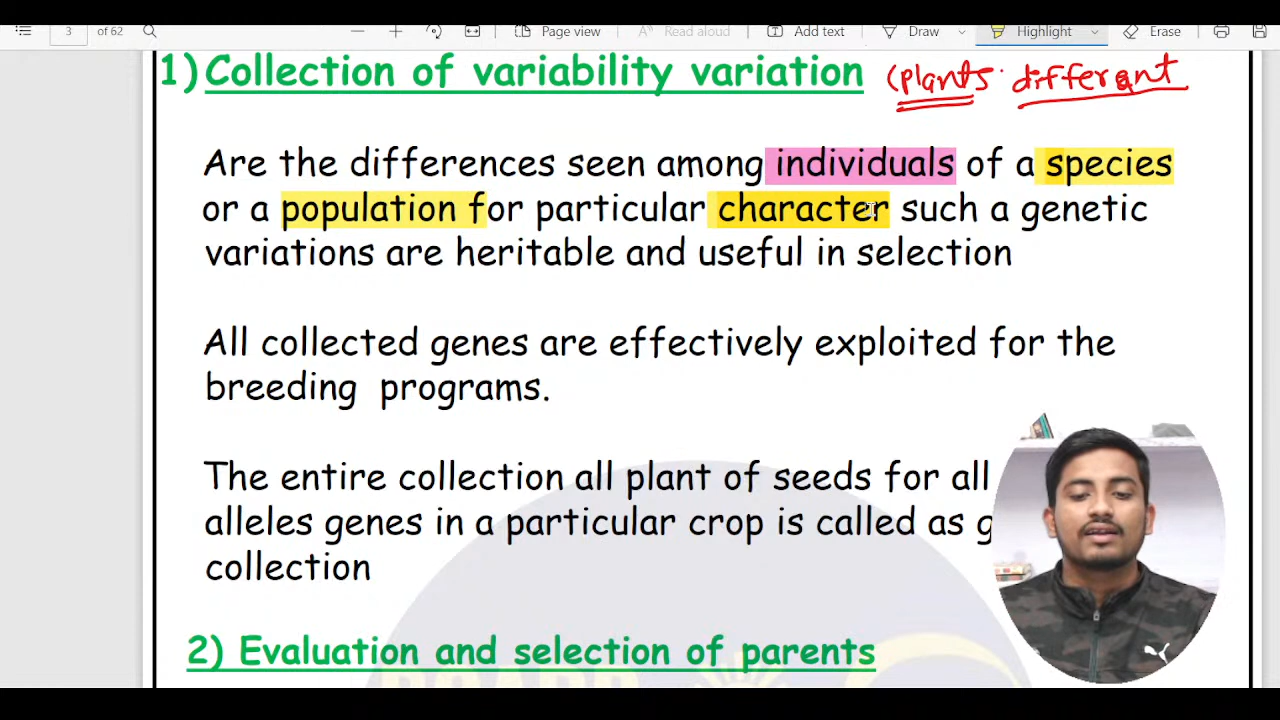 3 of 62 Page view Read aloud Add text Draw Highlight Erase
1) Collection of variability variation (plants different
Are the differences seen among individuals of a species
or a population for particular character such a genetic
variations are heritable and useful in selection
All collected genes are effectively exploited for the
breeding programs.
The entire collection all plant of seeds for all
alleles genes in a particular crop is called as g
collection
2) Evaluation and selection of parents